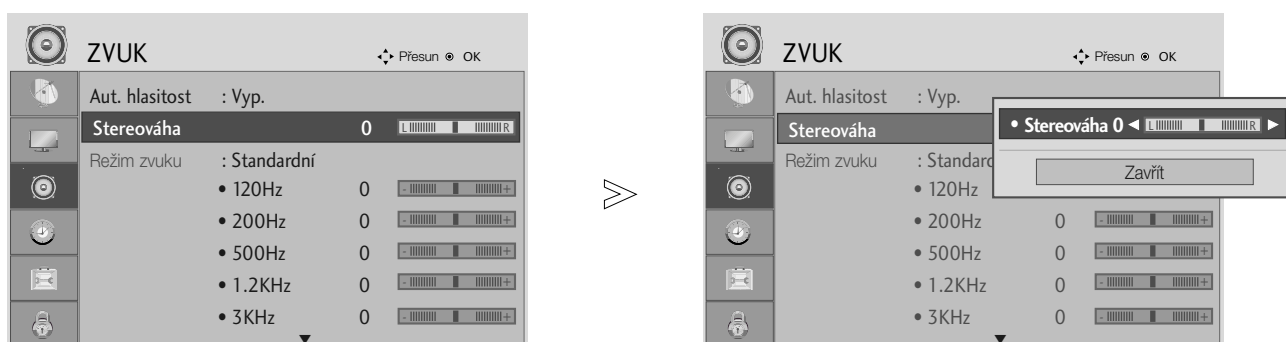 ZVUK
Přesun OK
Aut. hlasitost : Vyp.
Stereováha 0 L R
Režim zvuku : Standardní
• 120Hz 0 - +
• 200Hz 0 - +
• 500Hz 0 - +
• 1.2KHz 0 - +
• 3KHz 0 - +
ZVUK
Přesun OK
Aut. hlasitost : Vyp.
Stereováha
• Stereováha 0 L R
Zavřít
Režim zvuku : Standard
• 120Hz
• 200Hz 0 - +
• 500Hz 0 - +
• 1.2KHz 0 - +
• 3KHz 0 - +